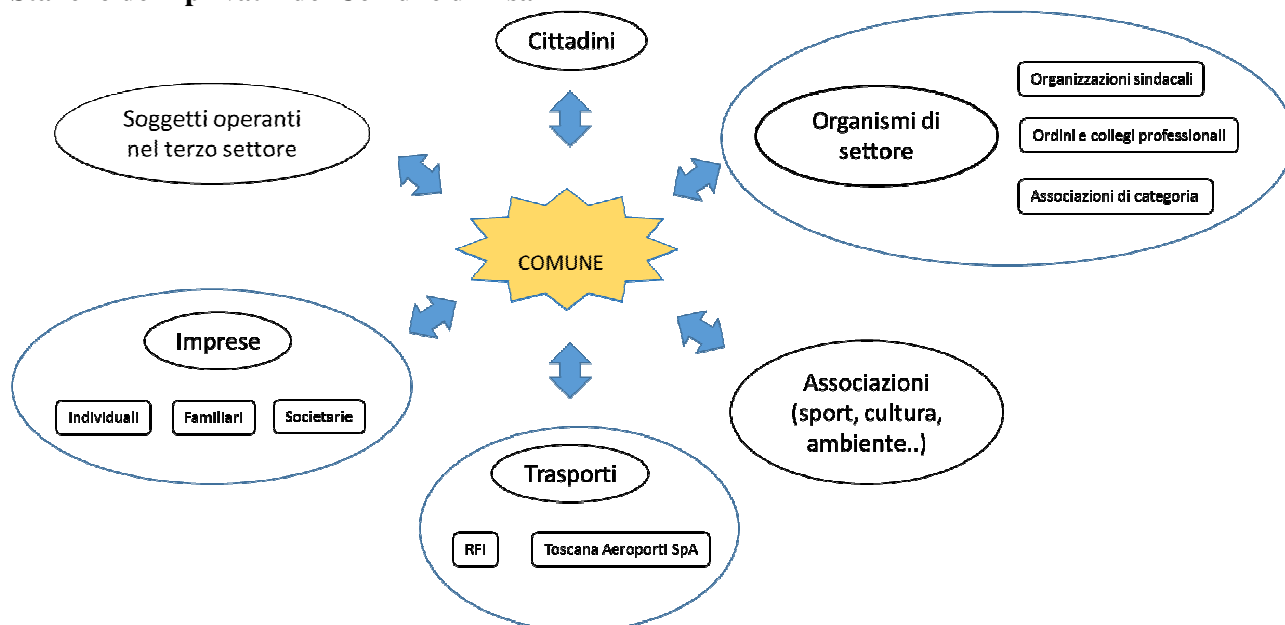 Cittadini
Organizzazioni sindacali
Soggetti operanti
nel terzo settore
Organismi di
settore
Ordini e collegi professionali
Associazioni di categoria
COMUNE
Imprese
Individuali
Familiari
Societarie
Associazioni
(sport, cultura,
ambiente..)
Trasporti
RFI
Toscana Aeroporti SpA